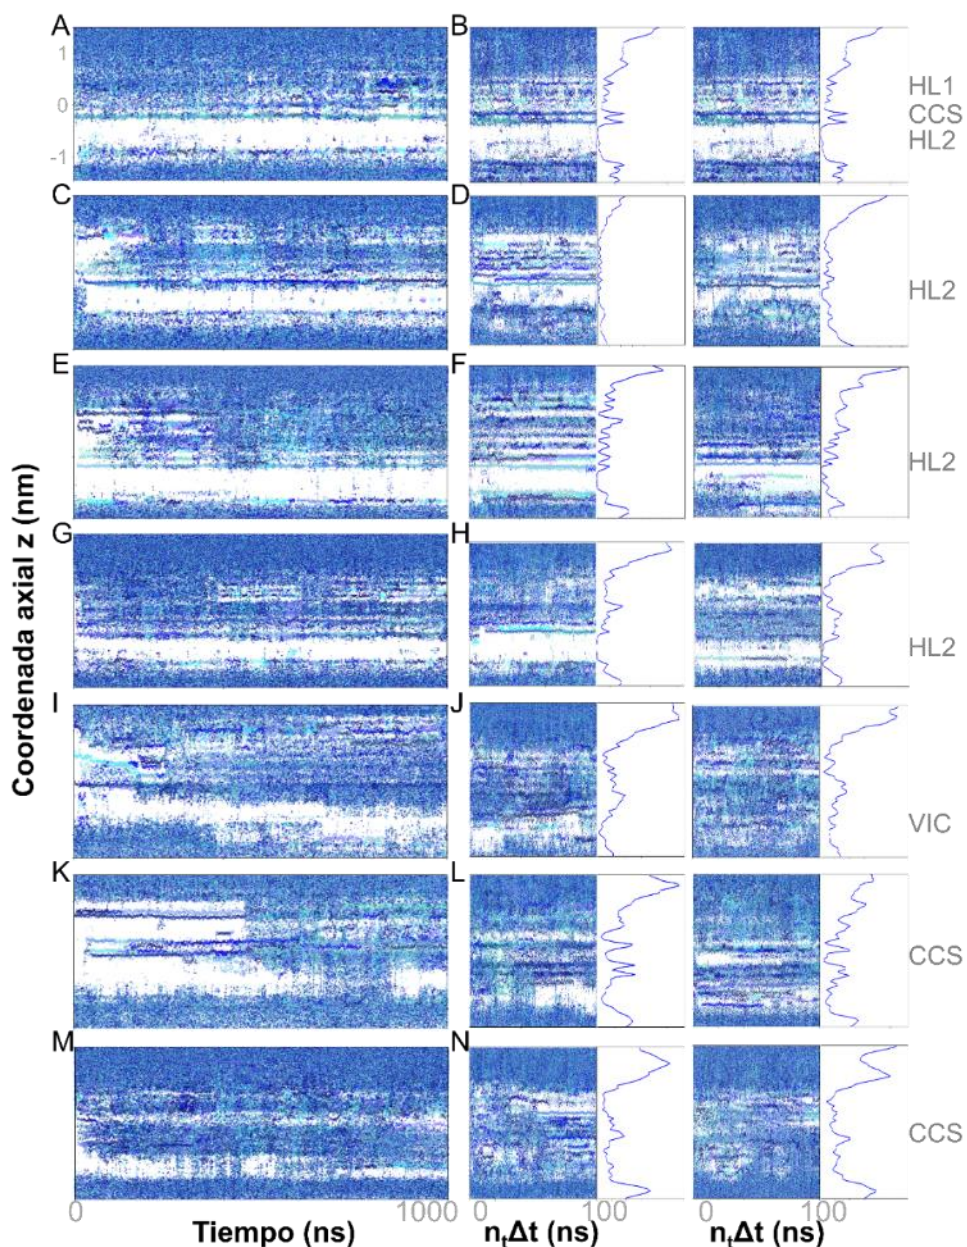 A
B
1
0
-1
HL1
CCS
HL2
C
D
HL2
E
F
HL2
G
H
HL2
I
J
VIC
K
L
CCS
M
N
CCS
Coordenada axial z (nm)
0 1000 0 100 0 100
Tiempo (ns) nₜΔt (ns) nₜΔt (ns)